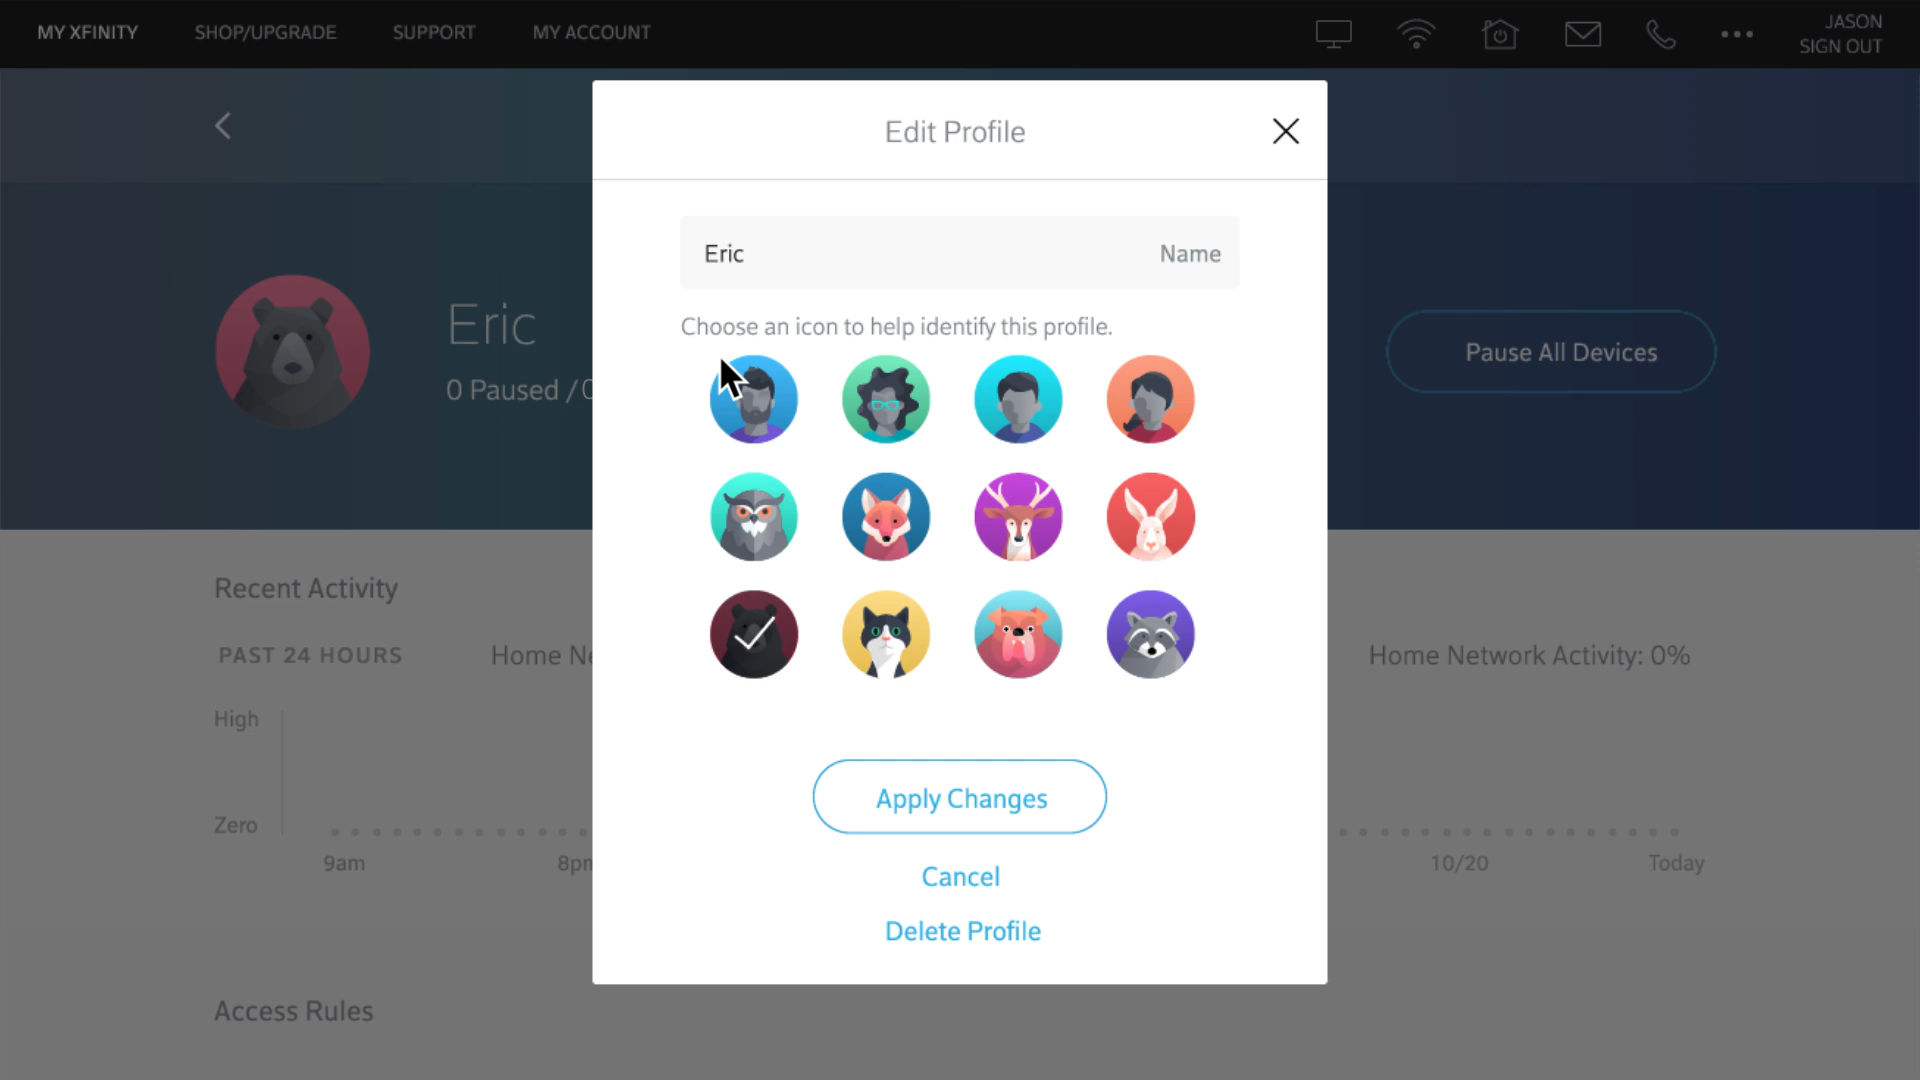 MY XFINITY SHOP/UPGRADE SUPPORT MY ACCOUNT
JASON
SIGN OUT
Edit Profile
Eric Name
Choose an icon to help identify this profile.
Eric
0 Paused /
Pause All Devices
Recent Activity
PAST 24 HOURS Home Home Network Activity: 0%
High
Zero
9am 10/20 Today
Apply Changes
Cancel
Delete Profile
Access Rules